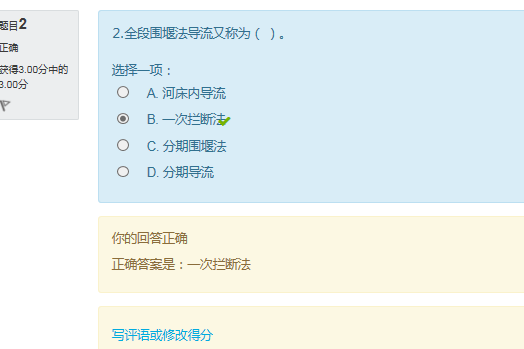 题目2
正确
获得3.00分中的
3.00分
2.全段围堰法导流又称为（ ）。
选择一项：
A. 河床内导流
B. 一次拦断法
C. 分期围堰法
D. 分期导流
你的回答正确
正确答案是：一次拦断法
写评语或修改得分